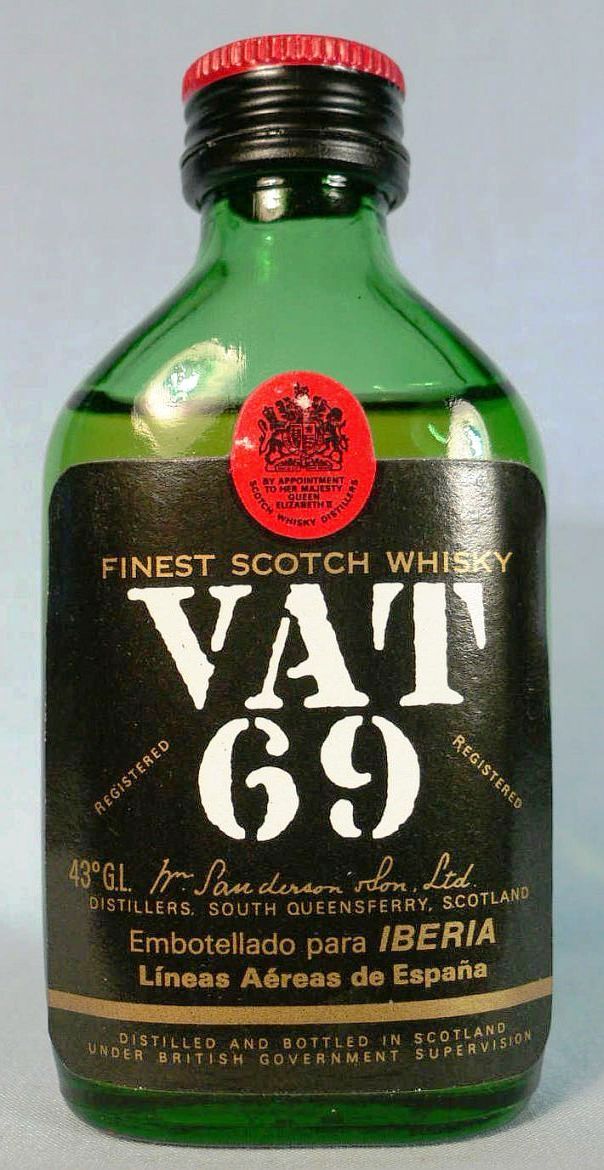 BY APPOINTMENT
TO HER MAJESTY
QUEEN
ELIZABETH II
SCOTCH WHISKY DISTILLERS
FINEST SCOTCH WHISKY
VAT
69
REGISTERED
REGISTERED
43° G.L. Wm. Sanderson & Son, Ltd.
DISTILLERS. SOUTH QUEENSFERRY, SCOTLAND
Embotellado para IBERIA
Líneas Aéreas de España
DISTILLED AND BOTTLED IN SCOTLAND
UNDER BRITISH GOVERNMENT SUPERVISION